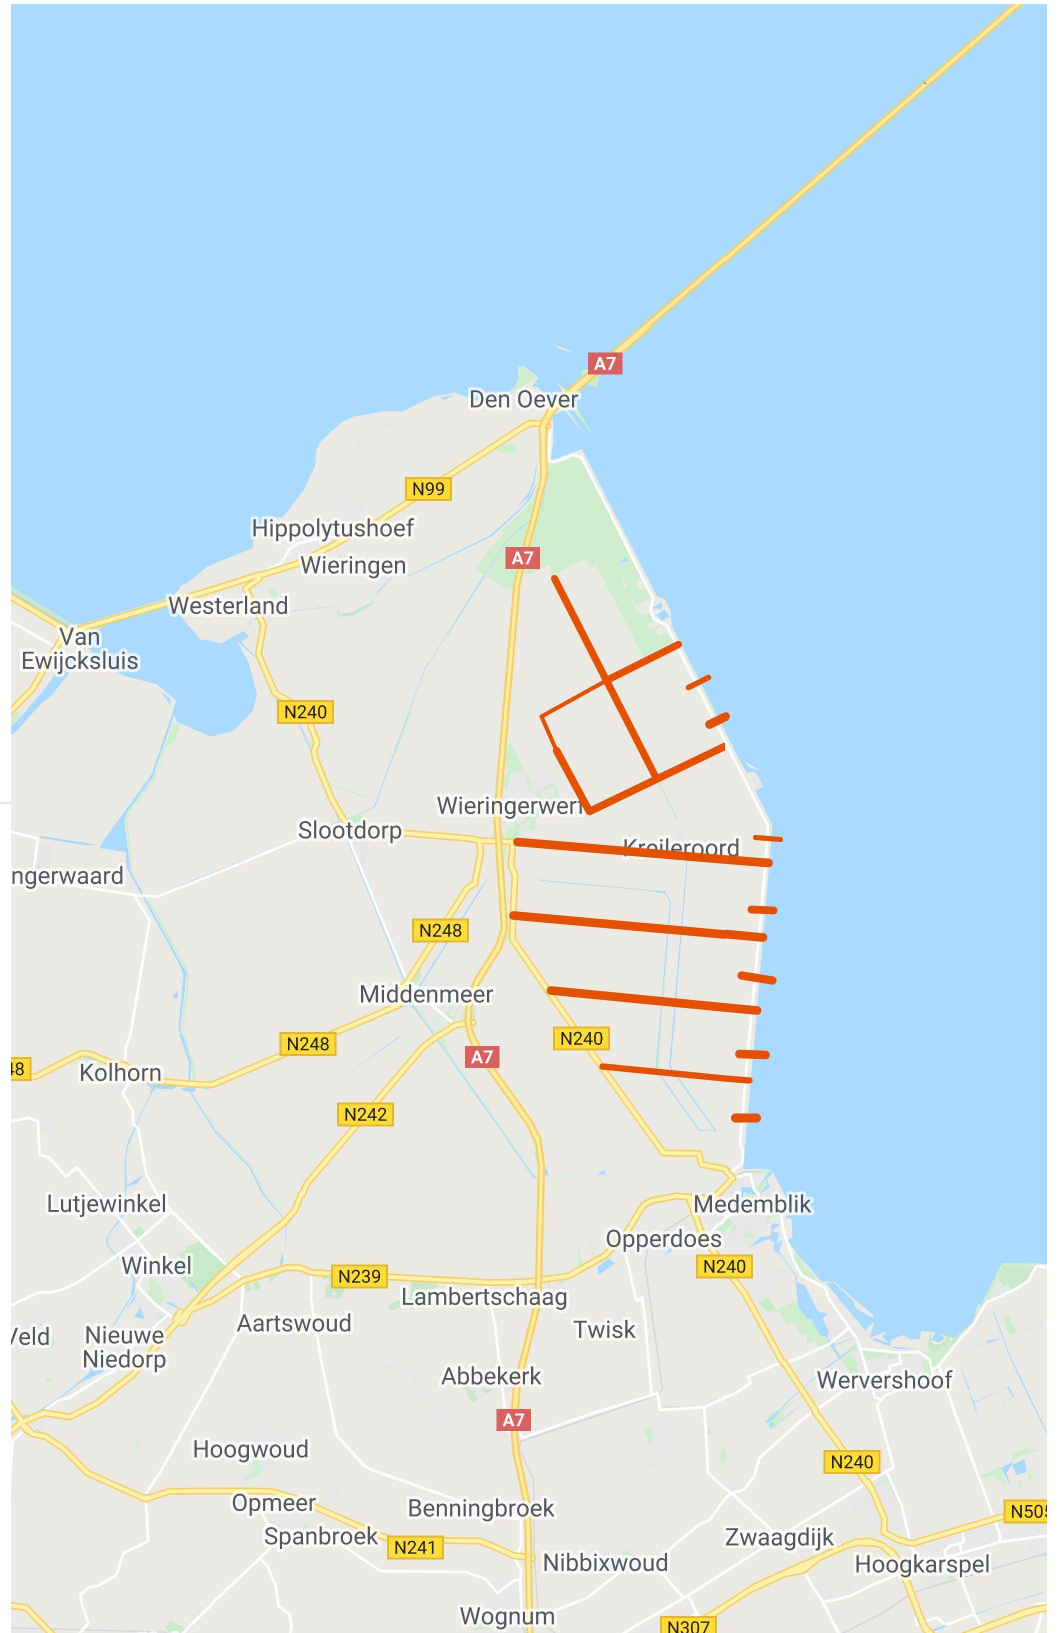 A7
Den Oever
N99
Hippolytushoef
A7
Wieringen
Westerland
Van
Ewijcksluis
N240
Wieringerwerf
Slootdorp
Kreileroord
ngerwaard
N248
Middenmeer
N240
N248
A7
48
Kolhorn
N242
Lutjewinkel
Medemblik
Opperdoes
Winkel
N240
N239
Lambertschaag
Aartswoud
Twisk
Veld
Nieuwe
Niedorp
Abbekerk
Wervershoof
A7
Hoogwoud
N240
Opmeer
Benningbroek
N505
Spanbroek
N241
Zwaagdijk
Nibbixwoud
Hoogkarspel
Wognum
N307